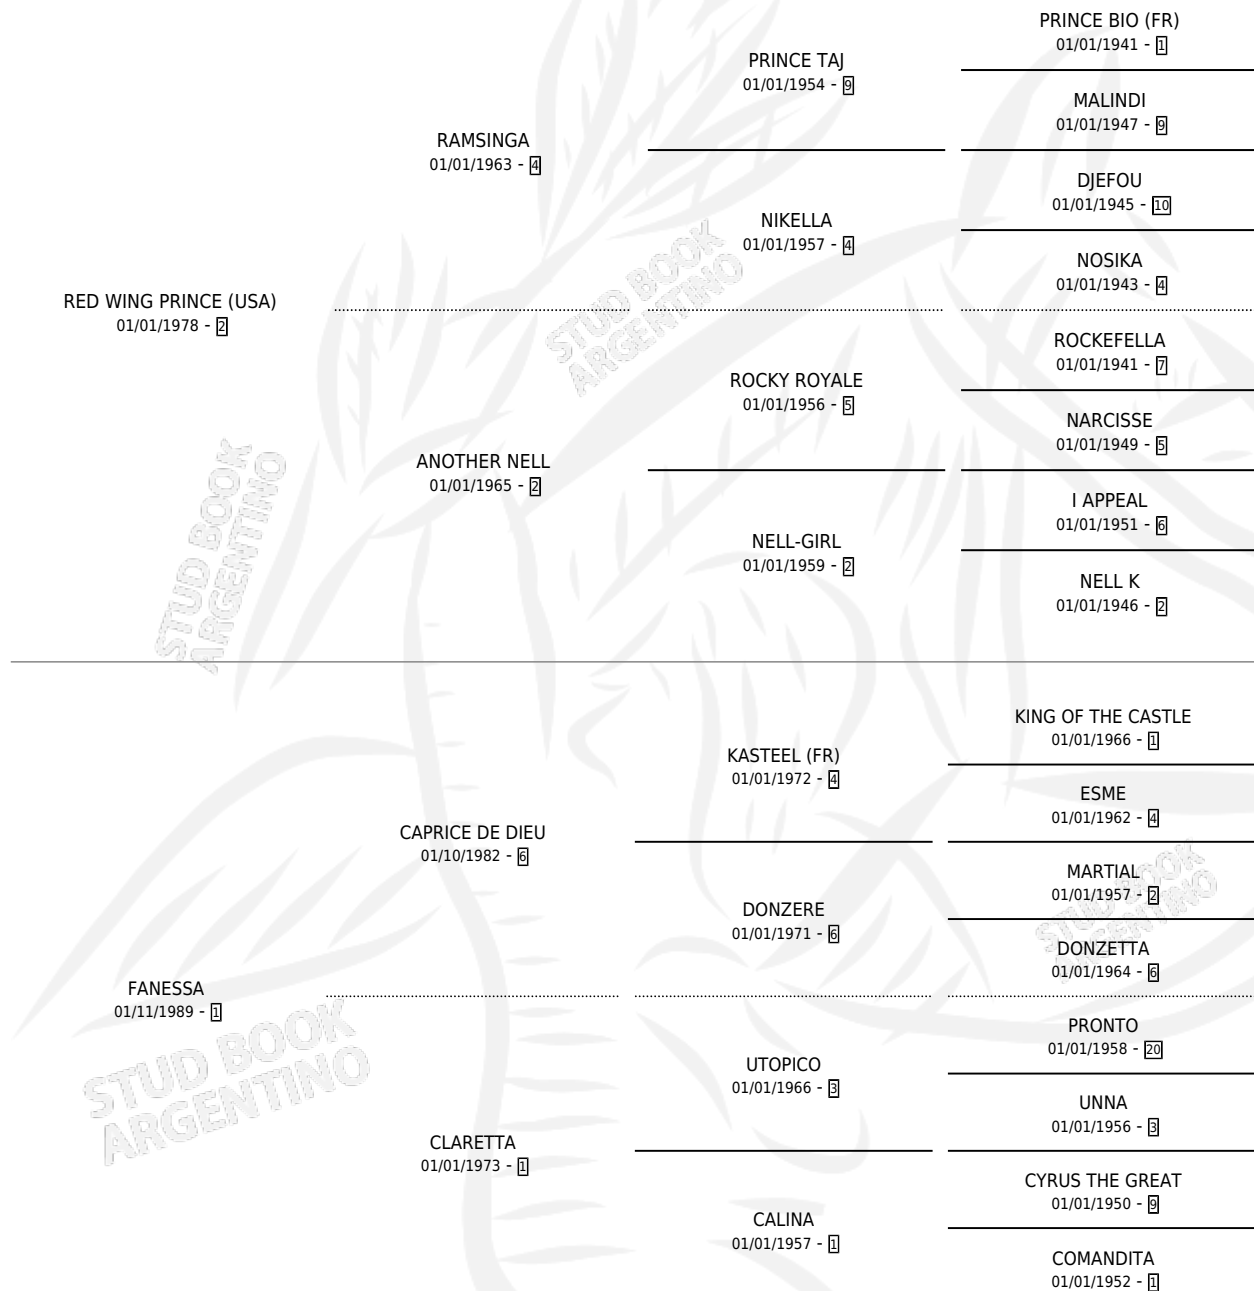 PRINCE BIO (FR)
01/01/1941 - 1
PRINCE TAJ
01/01/1954 - 9
MALINDI
01/01/1947 - 9
RAMSINGA
01/01/1963 - 4
DJEFOU
01/01/1945 - 10
NIKELLA
01/01/1957 - 4
NOSIKA
01/01/1943 - 4
RED WING PRINCE (USA)
01/01/1978 - 2
ROCKEFELLA
01/01/1941 - 7
ROCKY ROYALE
01/01/1956 - 5
NARCISSE
01/01/1949 - 5
ANOTHER NELL
01/01/1965 - 2
I APPEAL
01/01/1951 - 6
NELL-GIRL
01/01/1959 - 2
NELL K
01/01/1946 - 2
KING OF THE CASTLE
01/01/1966 - 1
KASTEEL (FR)
01/01/1972 - 4
ESME
01/01/1962 - 4
CAPRICE DE DIEU
01/10/1982 - 6
MARTIAL
01/01/1957 - 2
DONZERE
01/01/1971 - 6
DONZETTA
01/01/1964 - 6
FANESSA
01/11/1989 - 1
PRONTO
01/01/1958 - 20
UTOPICO
01/01/1966 - 3
UNNA
01/01/1956 - 3
CLARETTA
01/01/1973 - 1
CYRUS THE GREAT
01/01/1950 - 9
CALINA
01/01/1957 - 1
COMANDITA
01/01/1952 - 1
STUD BOOK
ARGENTINO
STUD BOOK
ARGENTINO
STUD BOOK
ARGENTINO
STUD BOOK
ARGENTINO